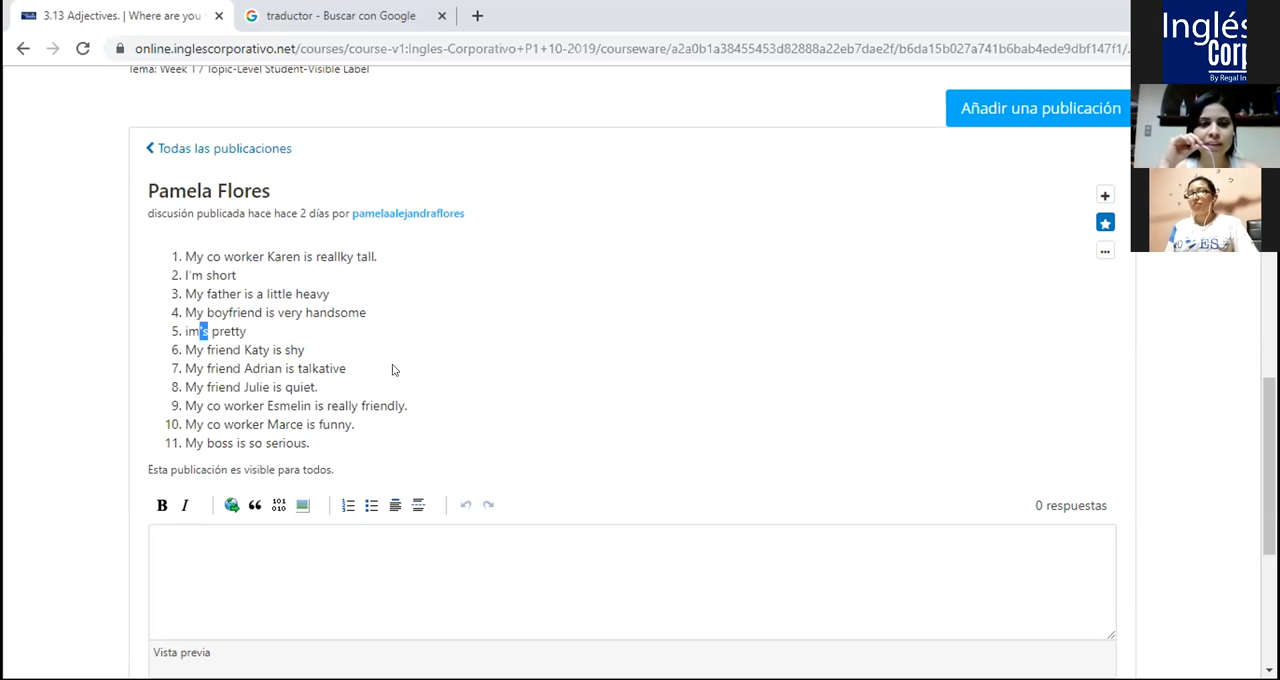 3.13 Adjectives. | Where are you
traductor - Buscar con Google
online.inglescorporativo.net/courses/course-v1:Ingles-Corporativo+P1+10-2019/courseware/a2a0b1a38455453d82888a22eb7dae2f/b6da15b027a741b6bab4ede9dbf147f1/...
Inglés
Corp
By Regal In
Tema: Week 1 / Topic-Level Student-Visible Label
Añadir una publicación
Todas las publicaciones
Pamela Flores
discusión publicada hace hace 2 días por pamelaalejandraflores
1. My co worker Karen is reallky tall.
2. I'm short
3. My father is a little heavy
4. My boyfriend is very handsome
5. im's pretty
6. My friend Katy is shy
7. My friend Adrian is talkative
8. My friend Julie is quiet.
9. My co worker Esmelin is really friendly.
10. My co worker Marce is funny.
11. My boss is so serious.
Esta publicación es visible para todos.
B I 101 010
0 respuestas
Vista previa